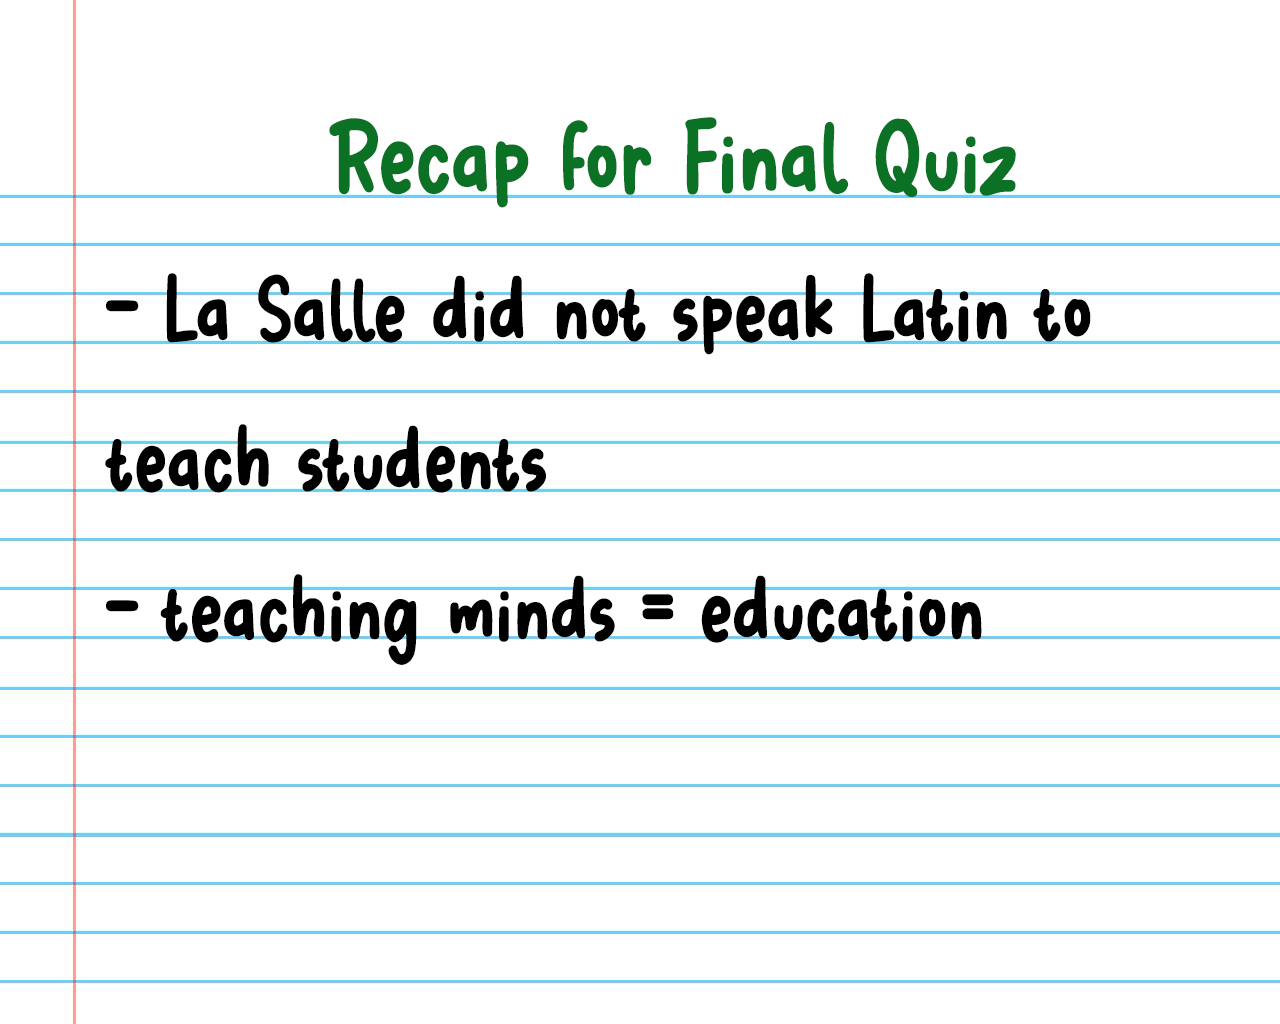 Recap for Final Quiz
- La Salle did not speak Latin to
teach students
- teaching minds = education